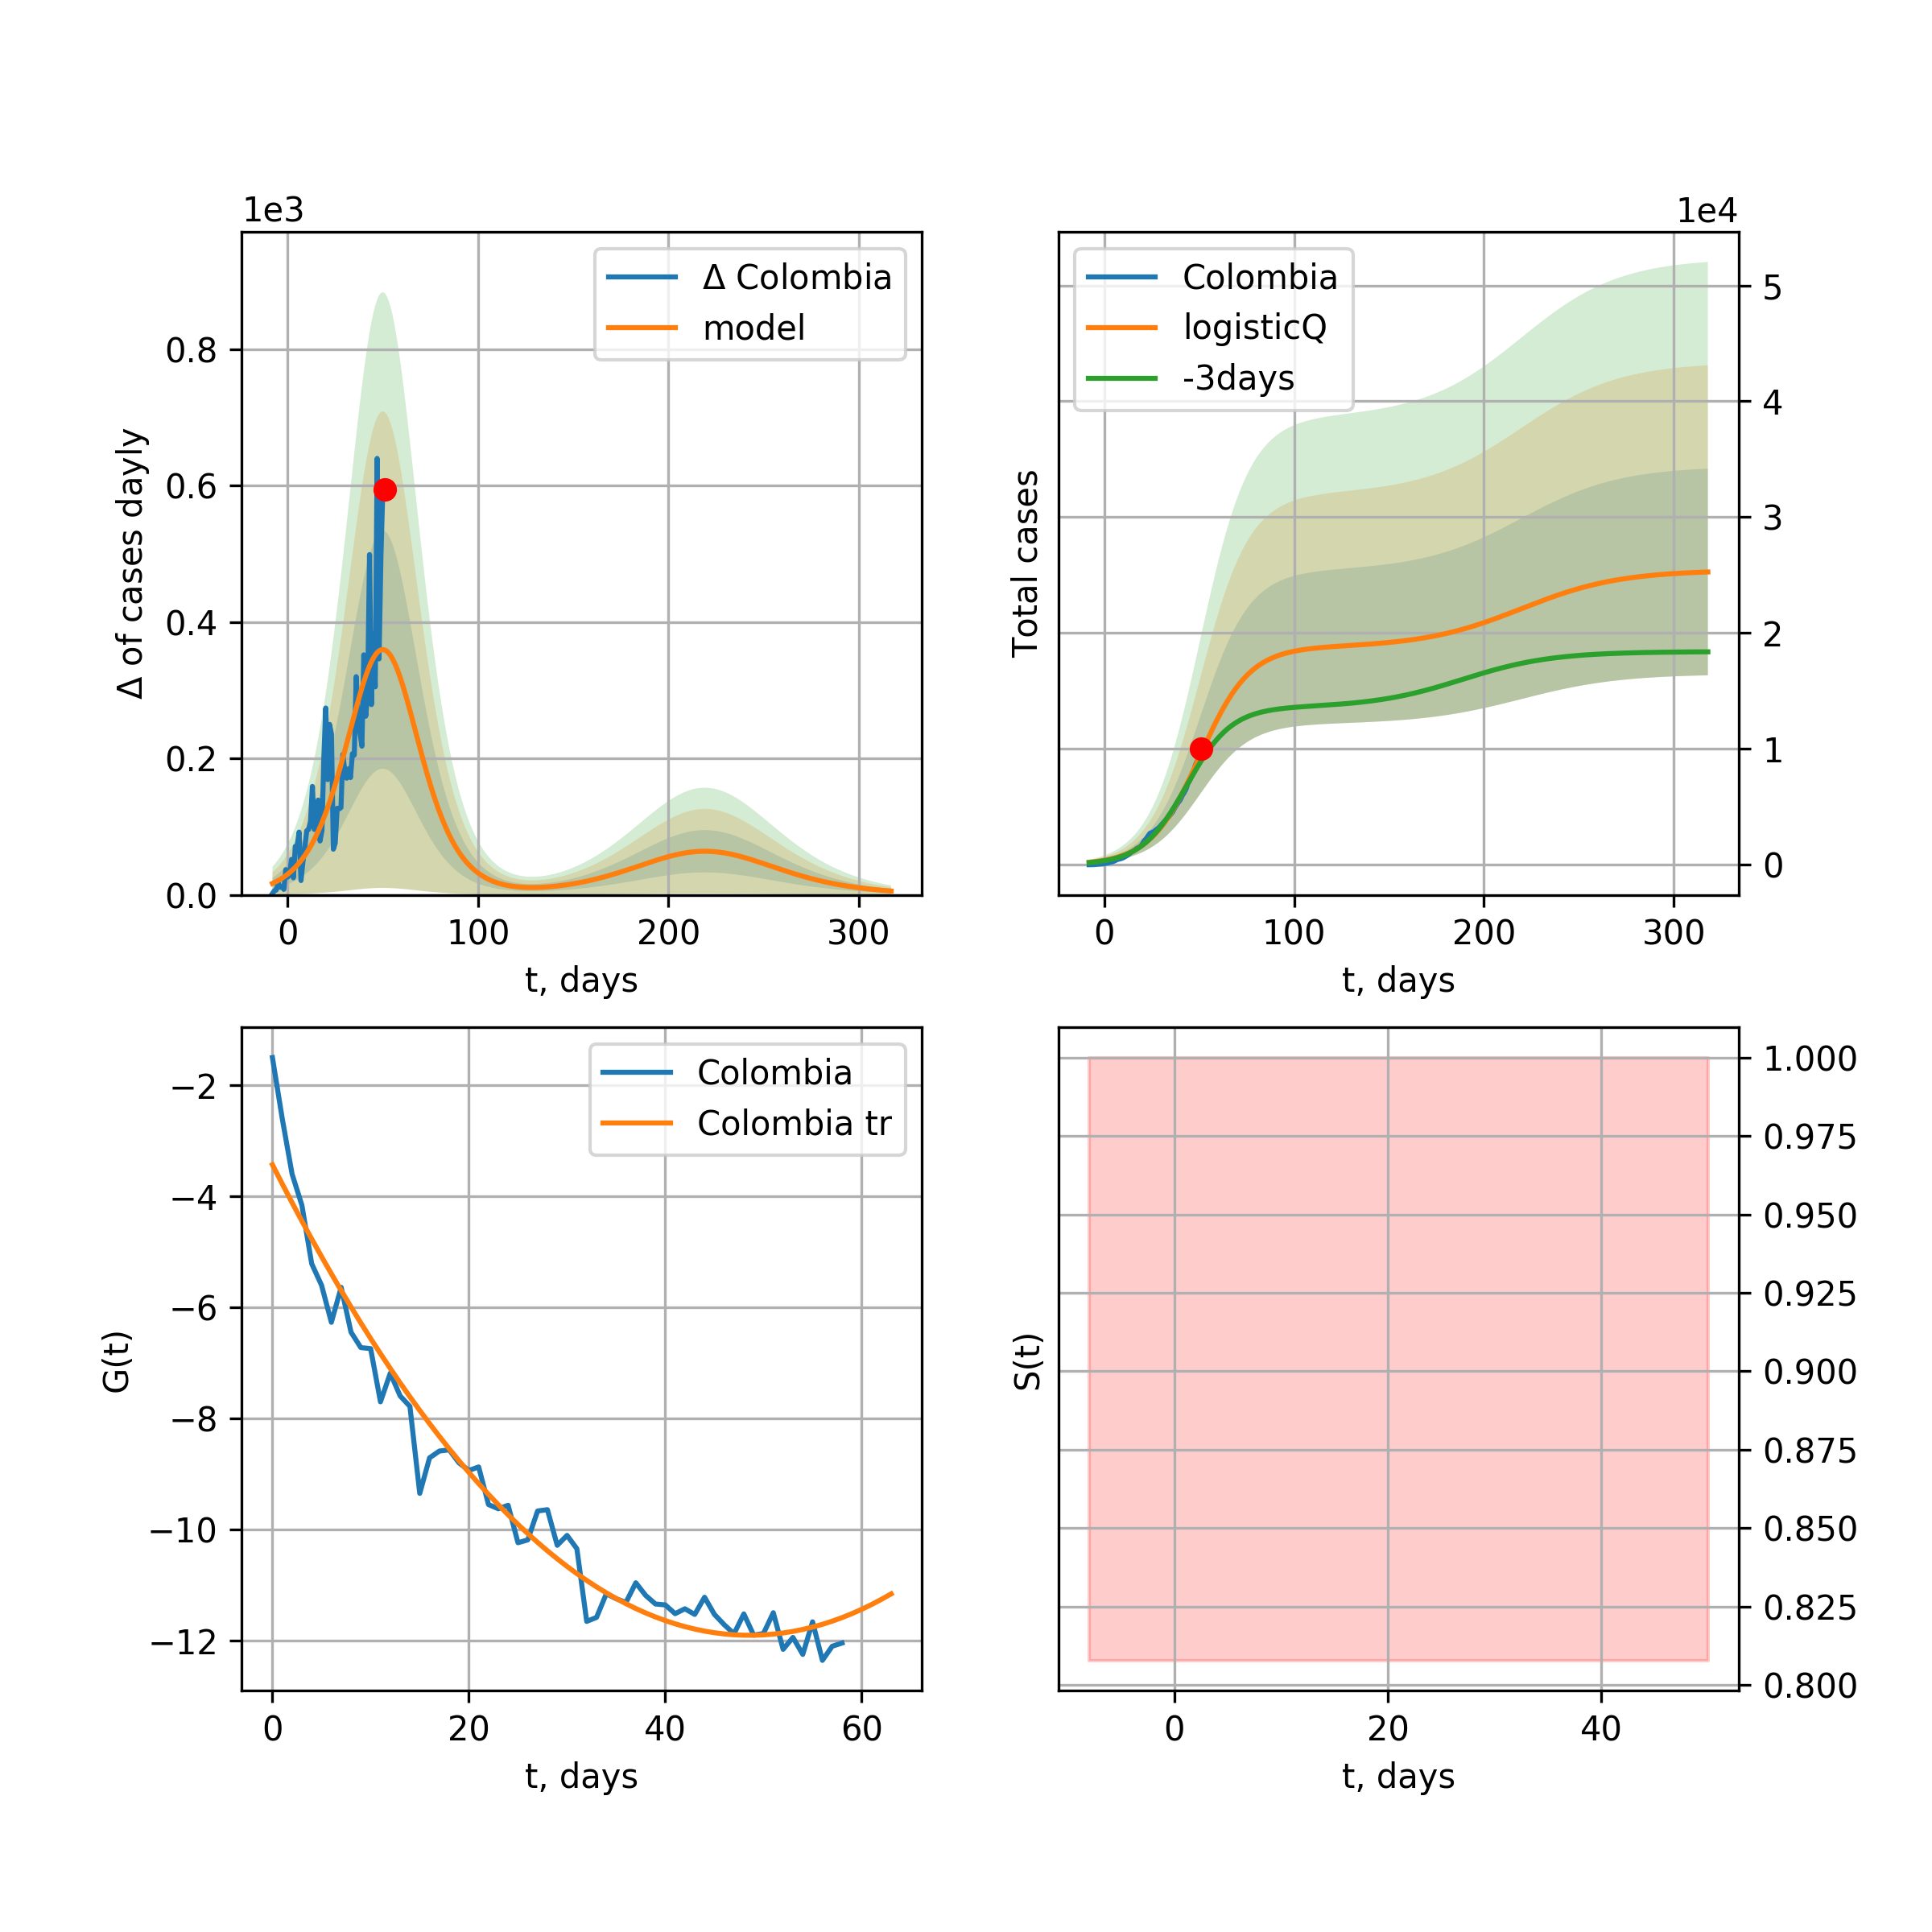 1e3
Δ of cases dayly
0.8
0.6
0.4
0.2
0.0
0 100 200 300
t, days
Δ Colombia
model
1e4
Total cases
5
4
3
2
1
0
0 100 200 300
t, days
Colombia
logisticQ
-3days
G(t)
−2
−4
−6
−8
−10
−12
0 20 40 60
t, days
Colombia
Colombia tr
S(t)
1.000
0.975
0.950
0.925
0.900
0.875
0.850
0.825
0.800
0 20 40
t, days